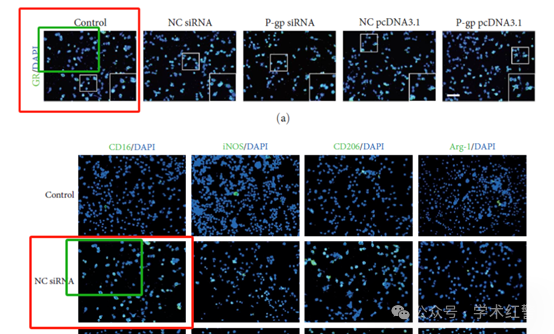 Control NC siRNA P-gp siRNA NC pcDNA3.1 P-gp pcDNA3.1
GR/DAPI
(a)
CD16/DAPI iNOS/DAPI CD206/DAPI Arg-1/DAPI
Control
NC siRNA
公众号 · 学术红